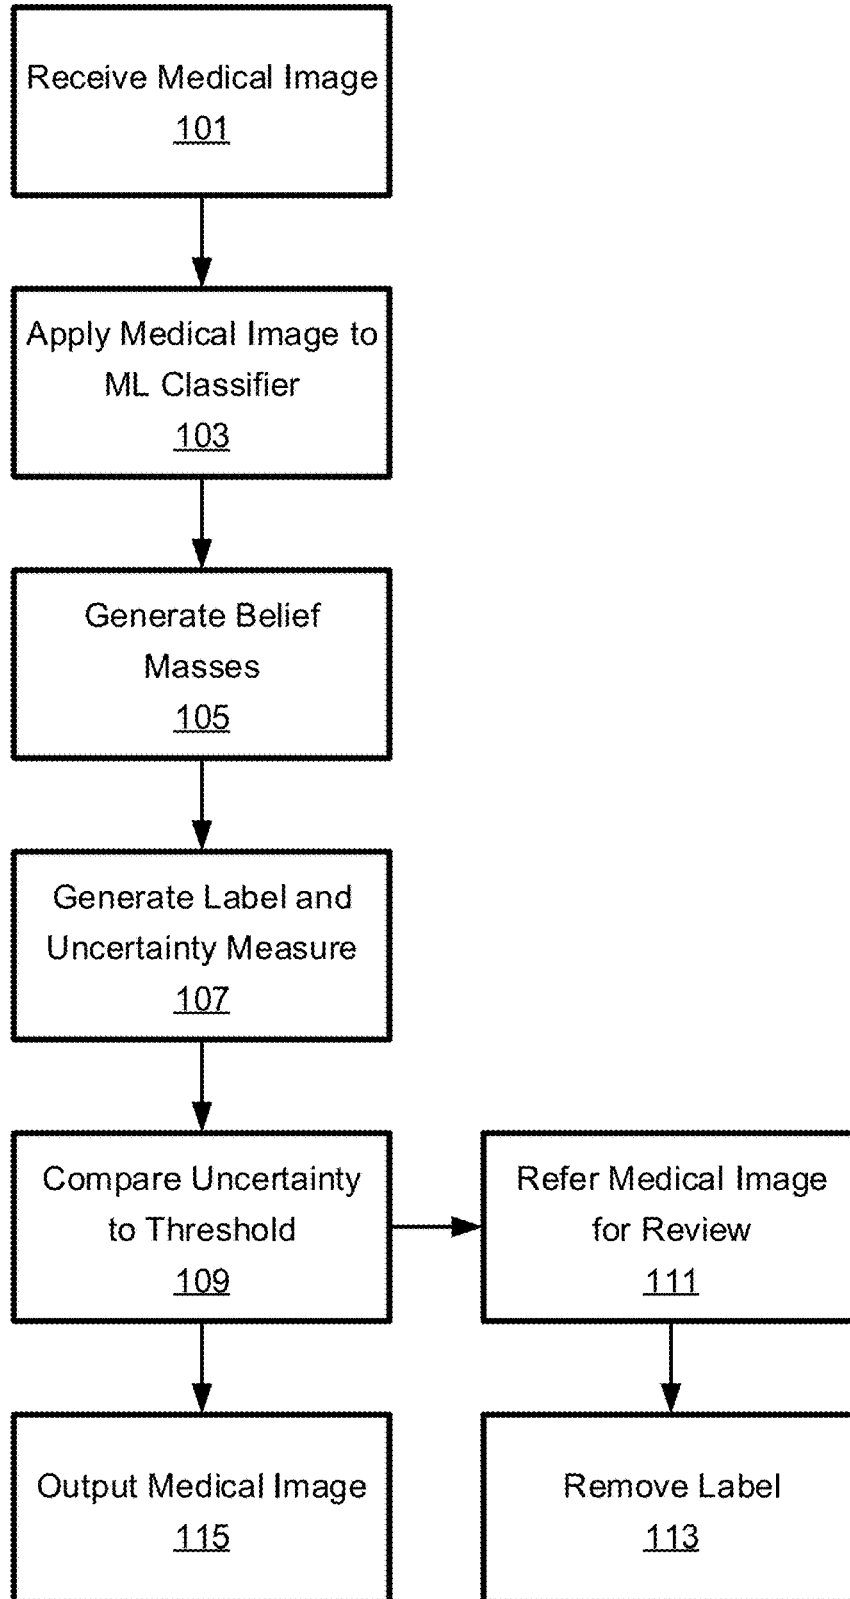 Receive Medical Image
101
Apply Medical Image to
ML Classifier
103
Generate Belief
Masses
105
Generate Label and
Uncertainty Measure
107
Compare Uncertainty
to Threshold
109
Refer Medical Image
for Review
111
Output Medical Image
115
Remove Label
113